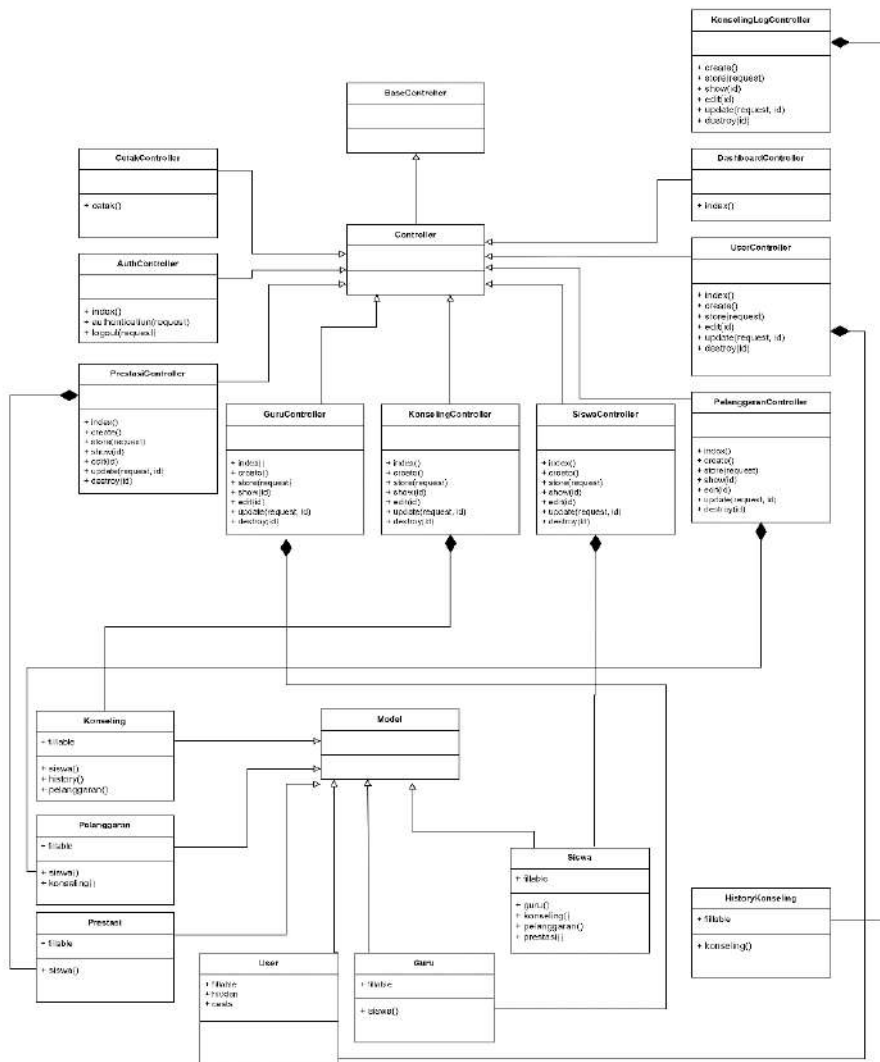 KonselingLogController
+ create()
+ store(request)
+ show(id)
+ edit(id)
+ update(request, id)
+ destroy(id)
BaseController
CetakController
+ catak()
DashboardController
+ index()
Controller
AuthController
+ index()
+ authentication(request)
+ logout(request)
UserController
+ index()
+ create()
+ store(request)
+ edit(id)
+ update(request, id)
+ destroy(id)
PrestasiController
+ index()
+ create()
+ store(request)
+ show(id)
+ edit(id)
+ update(request, id)
+ destroy(id)
GuruController
+ index()
+ create()
+ store(request)
+ show(id)
+ edit(id)
+ update(request, id)
+ destroy(id)
KonselingController
+ index()
+ create()
+ store(request)
+ show(id)
+ edit(id)
+ update(request, id)
+ destroy(id)
SiswaController
+ index()
+ create()
+ store(request)
+ show(id)
+ edit(id)
+ update(request, id)
+ destroy(id)
PelanggaranController
+ index()
+ create()
+ store(request)
+ show(id)
+ edit(id)
+ update(request, id)
+ destroy(id)
Konseling
+ fillable
+ siswa()
+ history()
+ pelanggaran()
Model
Pelanggaran
+ fillable
+ siswa()
+ konseling()
Siswa
+ fillable
+ guru()
+ konseling()
+ pelanggaran()
+ prestasi()
Prestasi
+ fillable
+ siswa()
HistoryKonseling
+ fillable
+ konseling()
User
+ fillable
+ hidden
+ casts
Guru
+ fillable
+ siswa()